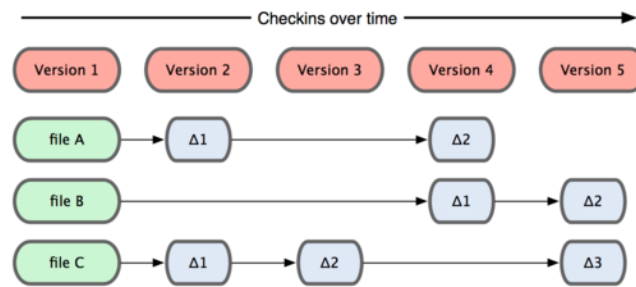 Checkins over time
Version 1 Version 2 Version 3 Version 4 Version 5
file A Δ1 Δ2
file B Δ1 Δ2
file C Δ1 Δ2 Δ3